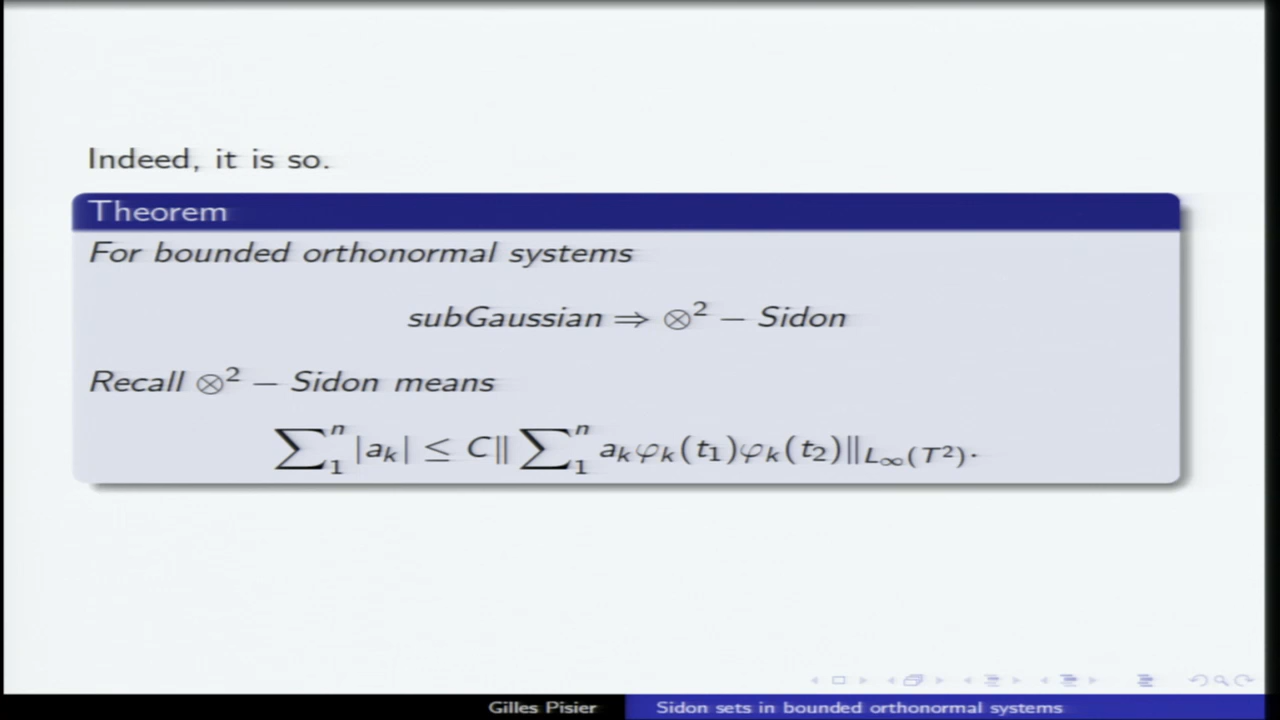 Indeed, it is so.
Theorem
For bounded orthonormal systems
subGaussian ⇒ ⊗² − Sidon
Recall ⊗² − Sidon means
∑₁ⁿ |aₖ| ≤ C‖ ∑₁ⁿ aₖφₖ(t₁)φₖ(t₂)‖_{L∞(T²)}.
Gilles Pisier
Sidon sets in bounded orthonormal systems